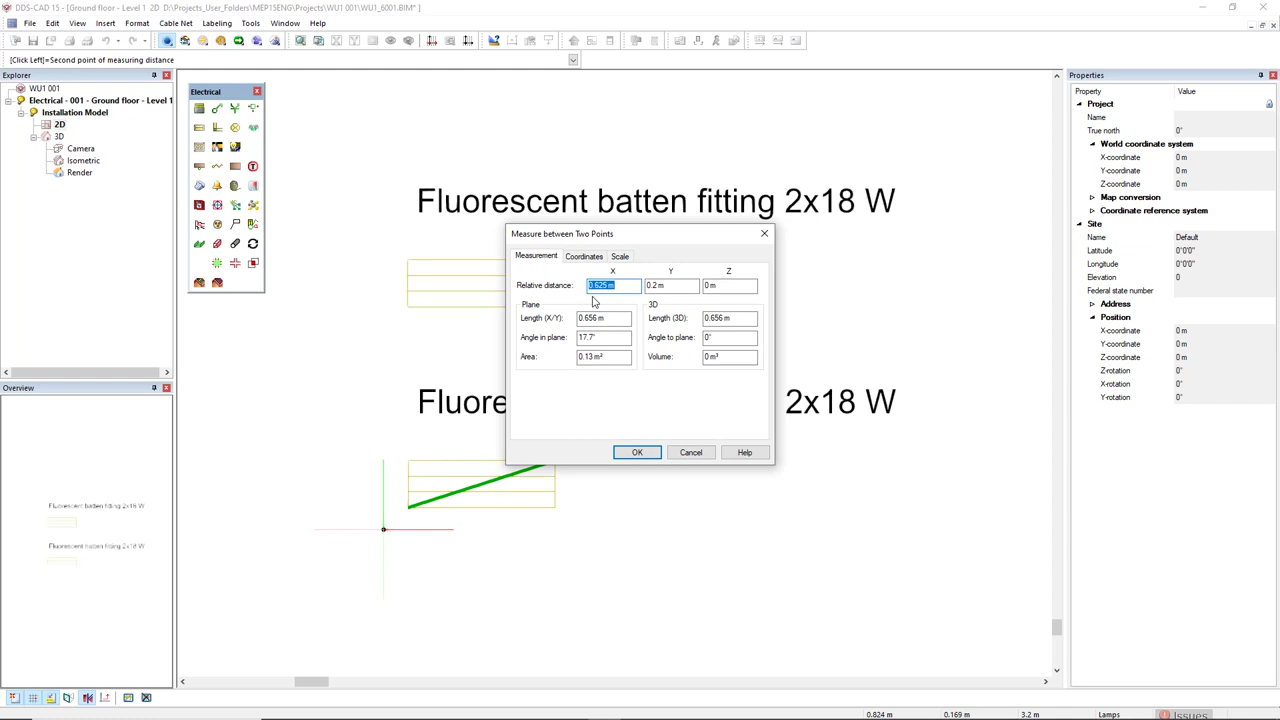 DDS-CAD 15 - [Ground floor - Level 1 2D D:\Projects_User_Folders\MEP15ENG\Projects\WU1 001\WU1_6001.BIM* ]
File Edit View Insert Format Cable Net Labeling Tools Window Help
[Click Left]=Second point of measuring distance
Explorer
WU1 001
Electrical - 001 - Ground floor - Level 1
Installation Model
2D
3D
Camera
Isometric
Render
Overview
Fluorescent batten fitting 2x18 W
Fluorescent batten fitting 2x18 W
Electrical
Fluorescent batten fitting 2x18 W
Fluore 2x18 W
Measure between Two Points
Measurement Coordinates Scale
X Y Z
Relative distance: 0.625 m 0.2 m 0 m
Plane 3D
Length (X/Y): 0.656 m Length (3D): 0.656 m
Angle in plane: 17.7° Angle to plane: 0°
Area: 0.13 m² Volume: 0 m³
OK Cancel Help
Properties
Property Value
Project
Name
True north 0°
World coordinate system
X-coordinate 0 m
Y-coordinate 0 m
Z-coordinate 0 m
Map conversion
Coordinate reference system
Site
Name Default
Latitude 0°0'0"
Longitude 0°0'0"
Elevation 0
Federal state number
Address
Position
X-coordinate 0 m
Y-coordinate 0 m
Z-coordinate 0 m
Z-rotation 0°
X-rotation 0°
Y-rotation 0°
0.824 m 0.169 m 3.2 m Lamps Issues